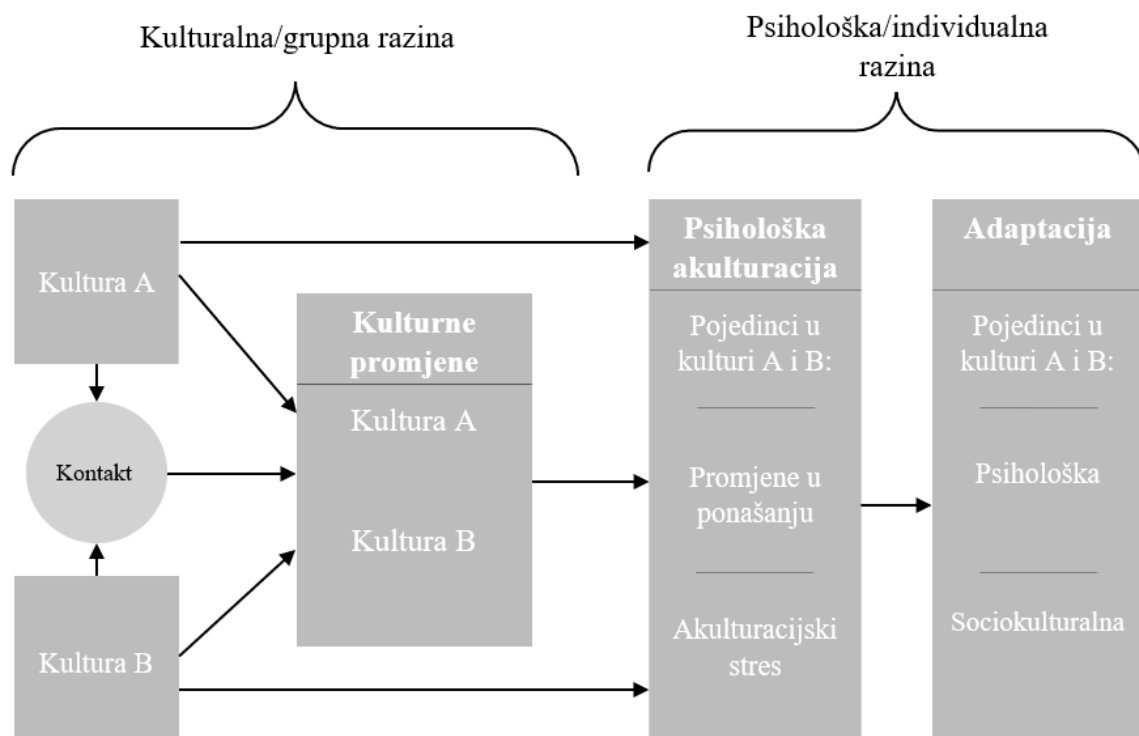 Kulturalna/grupna razina
Psihološka/individualna
razina
Kultura A
Kontakt
Kultura B
Kulturne
promjene
Kultura A
Kultura B
Psihološka
akulturacija
Pojedinci u
kulturi A i B:
Promjene u
ponašanju
Akulturacijski
stres
Adaptacija
Pojedinci u
kulturi A i B:
Psihološka
Sociokulturalna